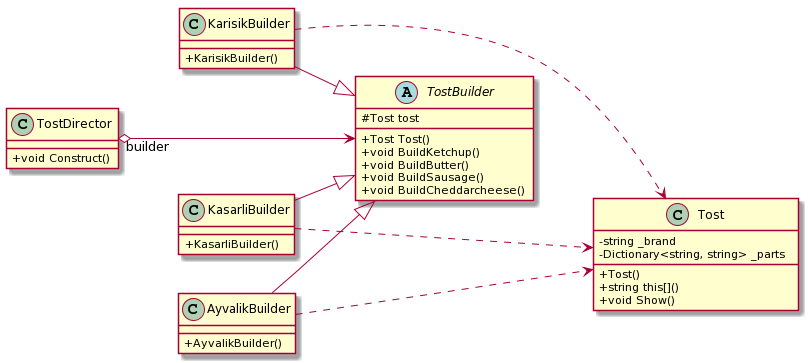 C KarisikBuilder
+KarisikBuilder()
A TostBuilder
#Tost tost
+Tost Tost()
+void BuildKetchup()
+void BuildButter()
+void BuildSausage()
+void BuildCheddarcheese()
C TostDirector
+void Construct()
builder
C KasarliBuilder
+KasarliBuilder()
C Tost
-string _brand
-Dictionary<string, string> _parts
+Tost()
+string this[]()
+void Show()
C AyvalikBuilder
+AyvalikBuilder()